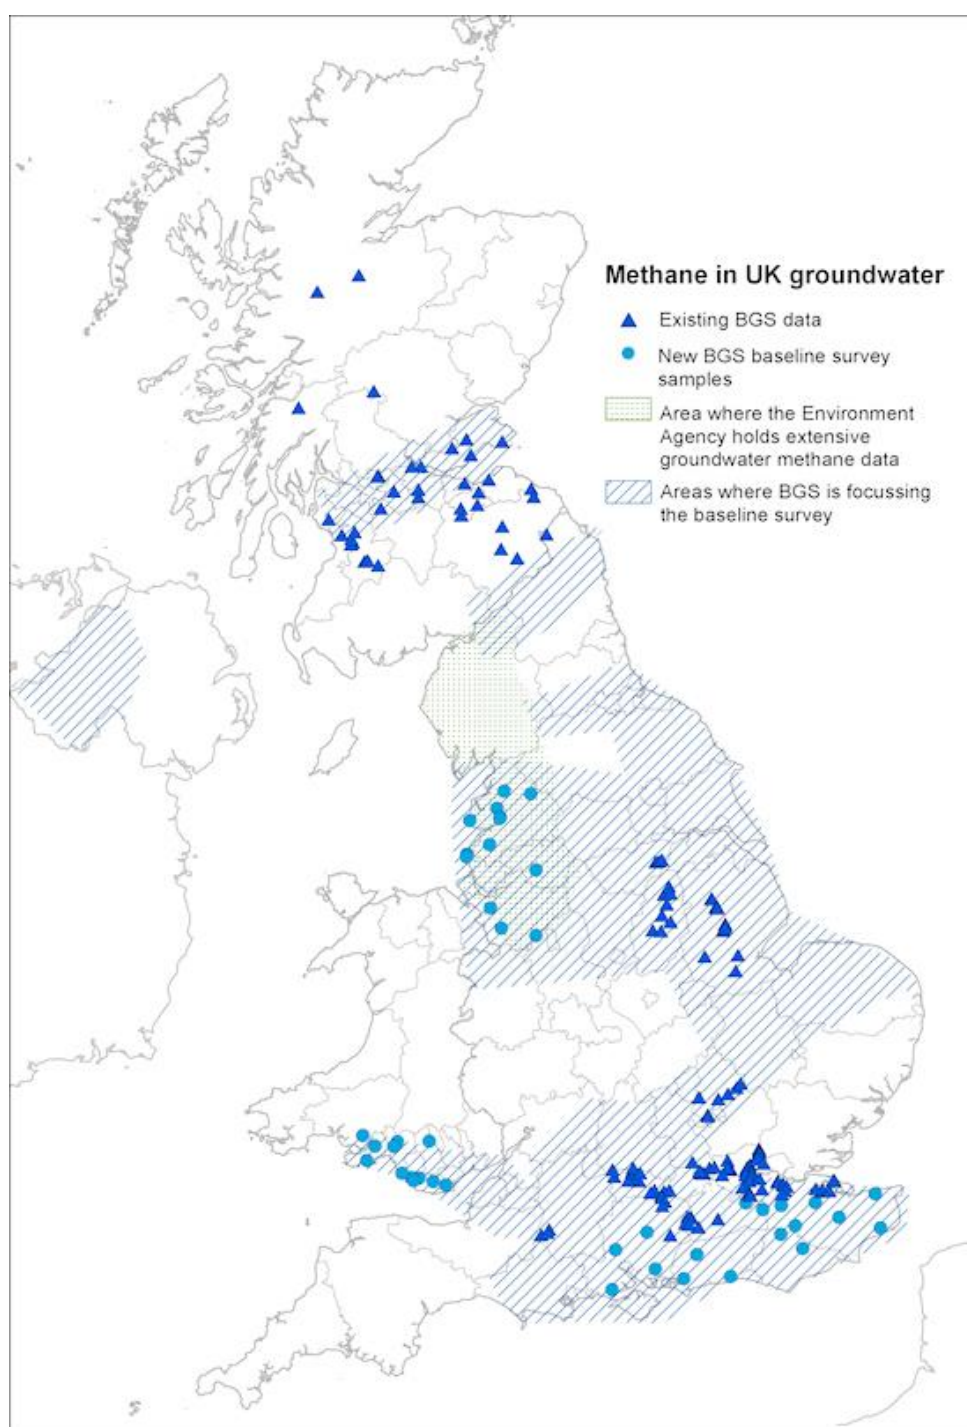 Methane in UK groundwater
Existing BGS data
New BGS baseline survey
samples
Area where the Environment
Agency holds extensive
groundwater methane data
Areas where BGS is focussing
the baseline survey